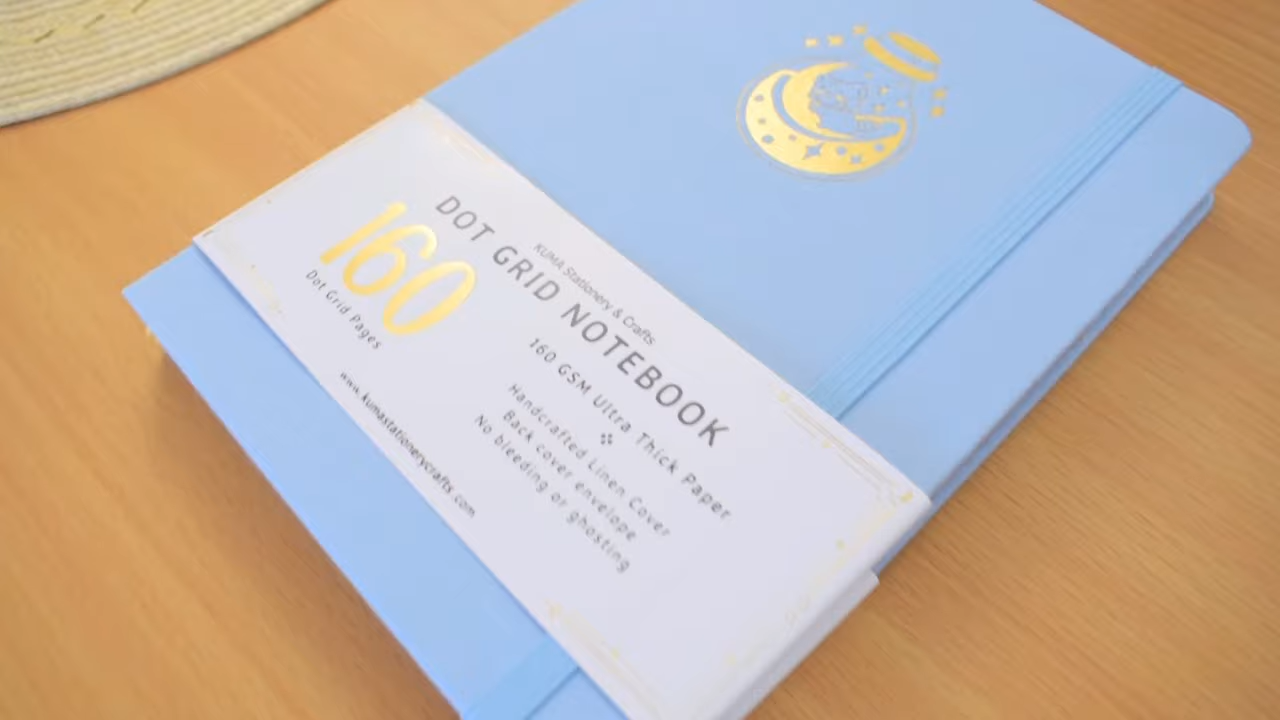 160
Dot Grid Pages
www.kumastationerycrafts.com
KUMA Stationery & Crafts
DOT GRID NOTEBOOK
160 GSM Ultra Thick Paper
Handcrafted Linen Cover
Back cover envelope
No bleeding or ghosting